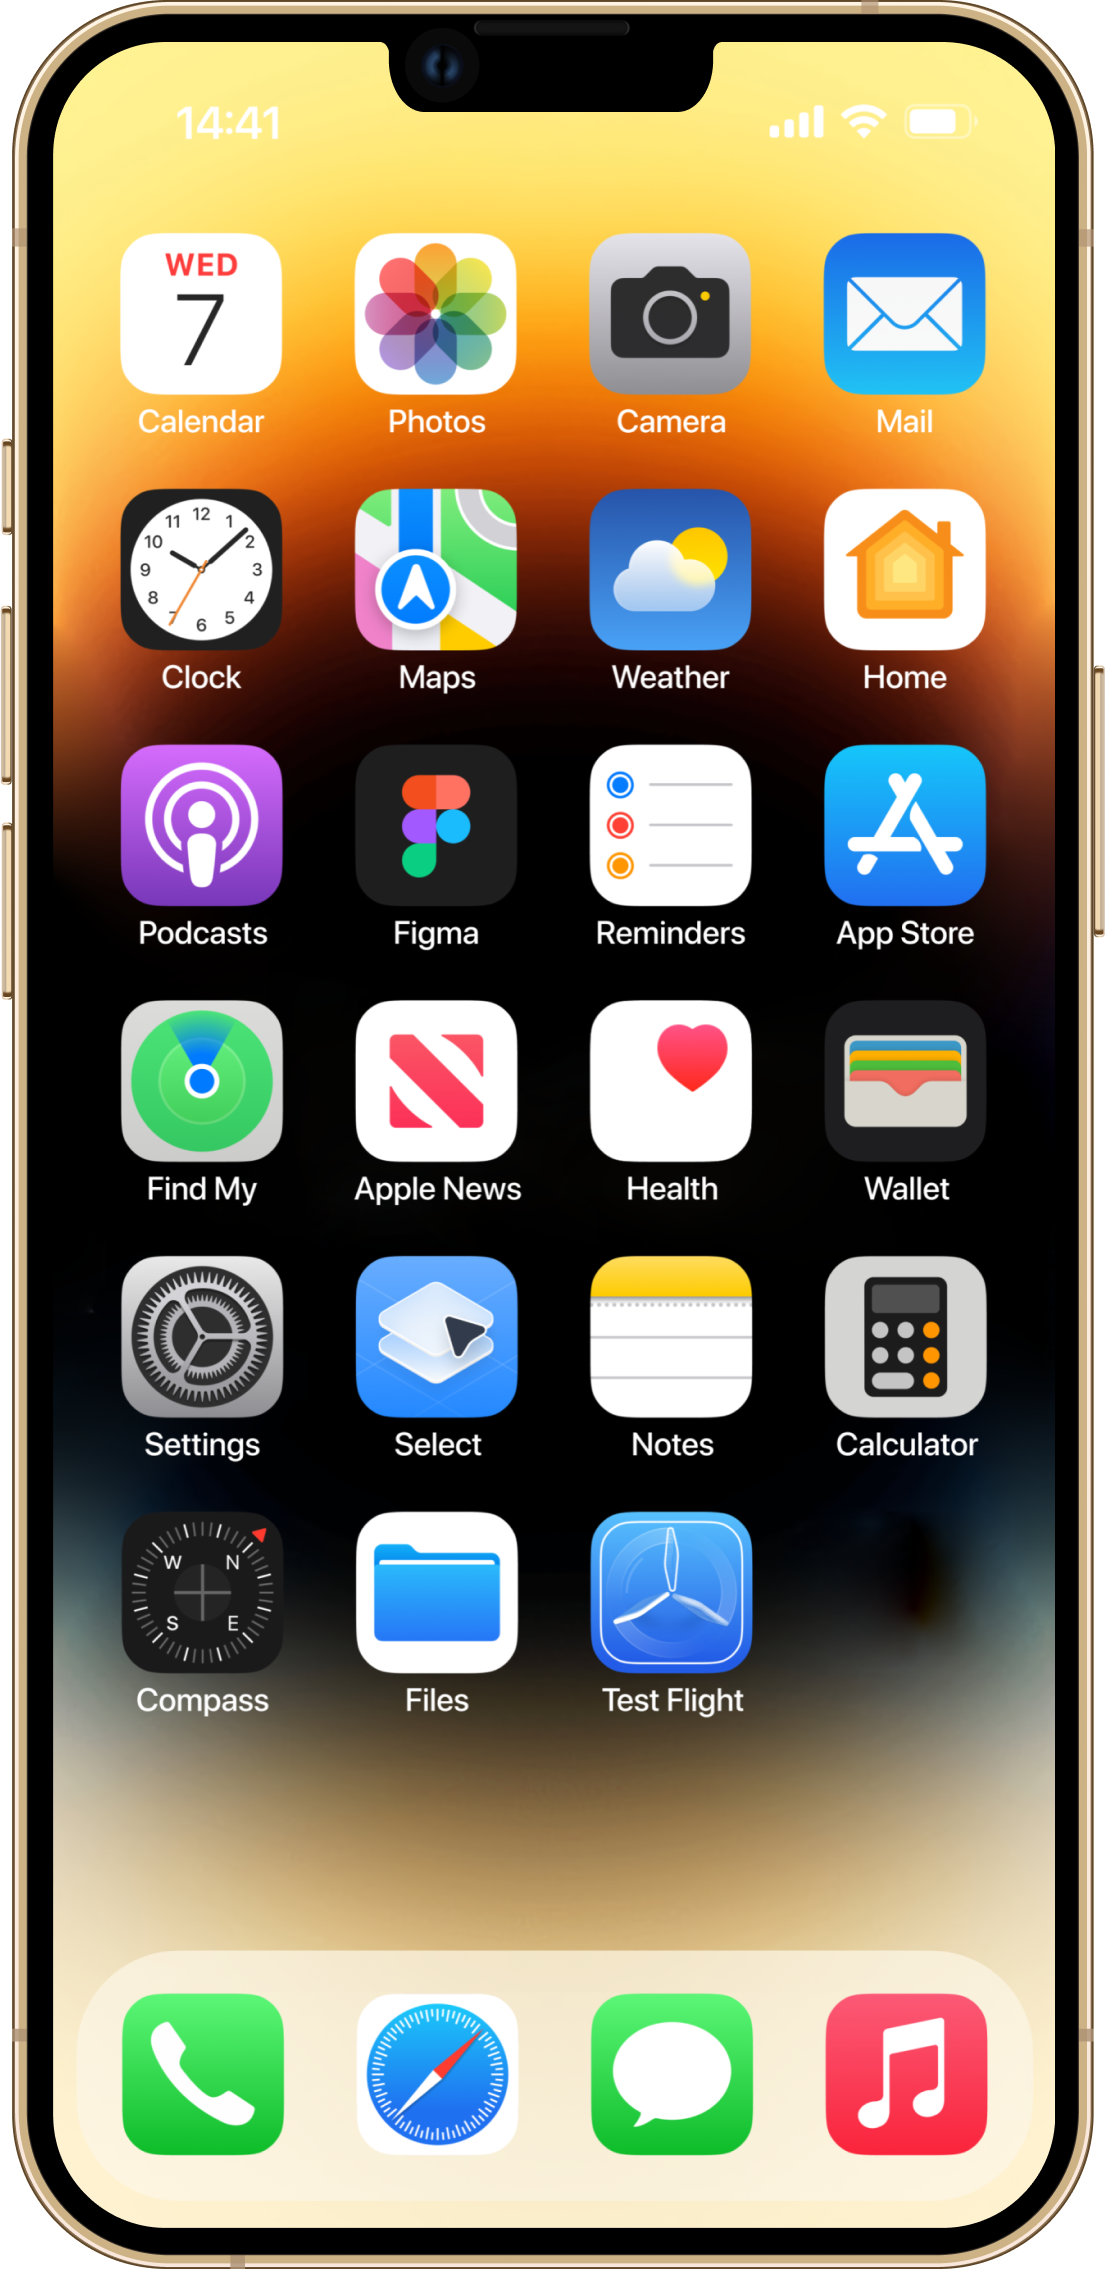 14:41
WED
7
Calendar
Photos
Camera
Mail
12
11 1
10 2
9 3
8 4
7 5
6
Clock
Maps
Weather
Home
Podcasts
Figma
Reminders
App Store
Find My
Apple News
Health
Wallet
Settings
Select
Notes
Calculator
W N
S E
Compass
Files
Test Flight